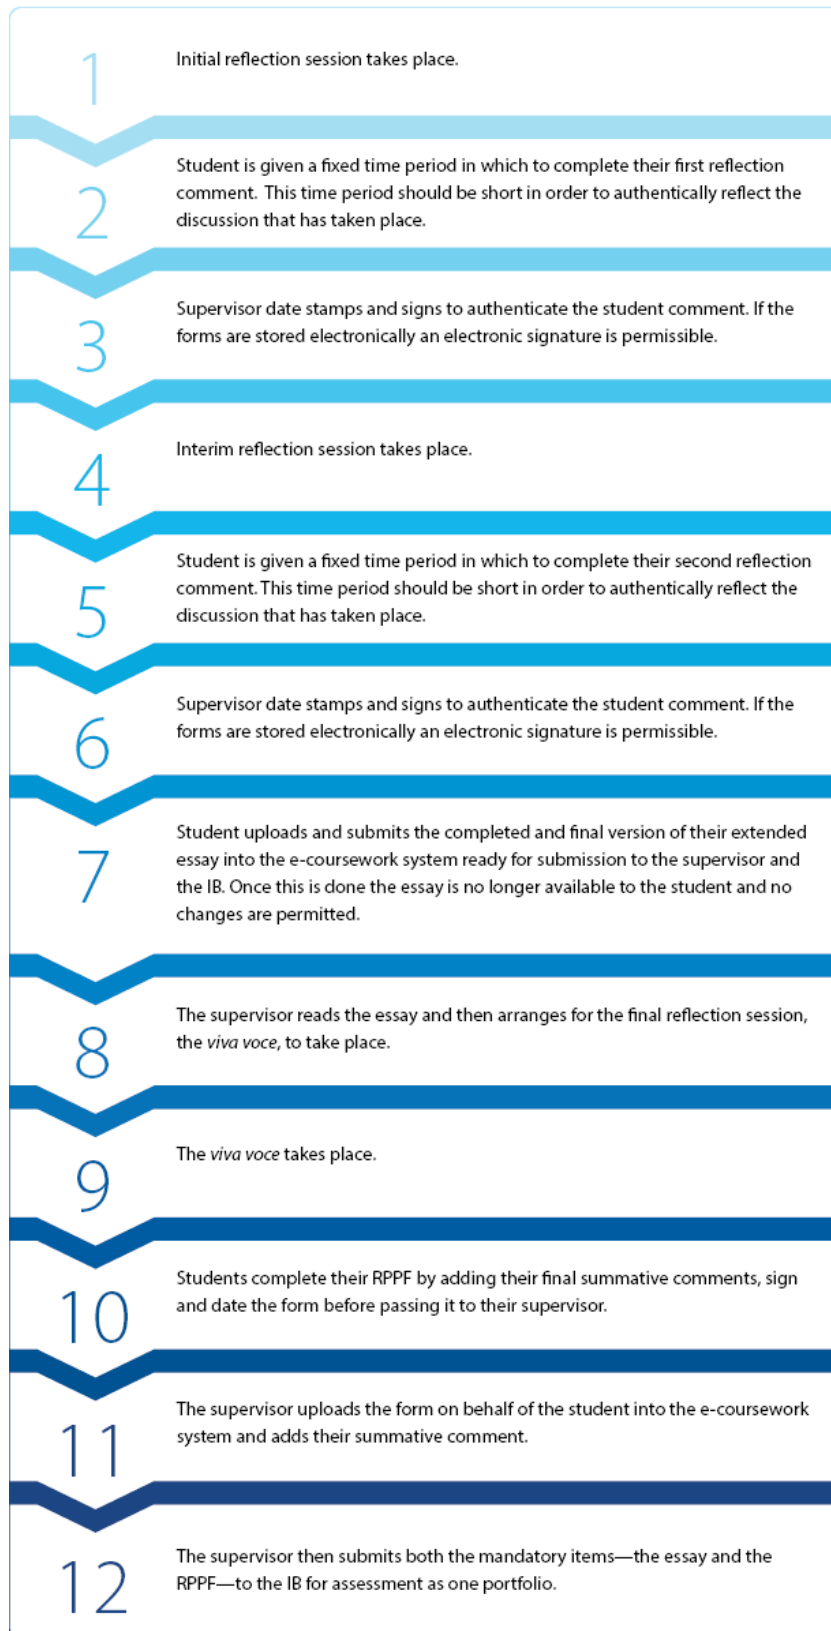 1
Initial reflection session takes place.
2
Student is given a fixed time period in which to complete their first reflection
comment. This time period should be short in order to authentically reflect the
discussion that has taken place.
3
Supervisor date stamps and signs to authenticate the student comment. If the
forms are stored electronically an electronic signature is permissible.
4
Interim reflection session takes place.
5
Student is given a fixed time period in which to complete their second reflection
comment. This time period should be short in order to authentically reflect the
discussion that has taken place.
6
Supervisor date stamps and signs to authenticate the student comment. If the
forms are stored electronically an electronic signature is permissible.
7
Student uploads and submits the completed and final version of their extended
essay into the e-coursework system ready for submission to the supervisor and
the IB. Once this is done the essay is no longer available to the student and no
changes are permitted.
8
The supervisor reads the essay and then arranges for the final reflection session,
the viva voce, to take place.
9
The viva voce takes place.
10
Students complete their RPPF by adding their final summative comments, sign
and date the form before passing it to their supervisor.
11
The supervisor uploads the form on behalf of the student into the e-coursework
system and adds their summative comment.
12
The supervisor then submits both the mandatory items—the essay and the
RPPF—to the IB for assessment as one portfolio.